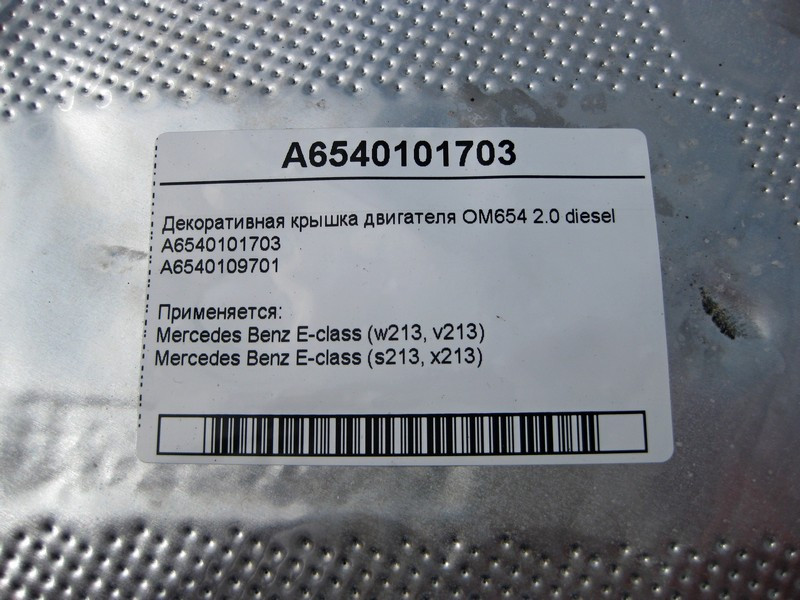 A6540101703
Декоративная крышка двигателя OM654 2.0 diesel
A6540101703
A6540109701
Применяется:
Mercedes Benz E-class (w213, v213)
Mercedes Benz E-class (s213, x213)